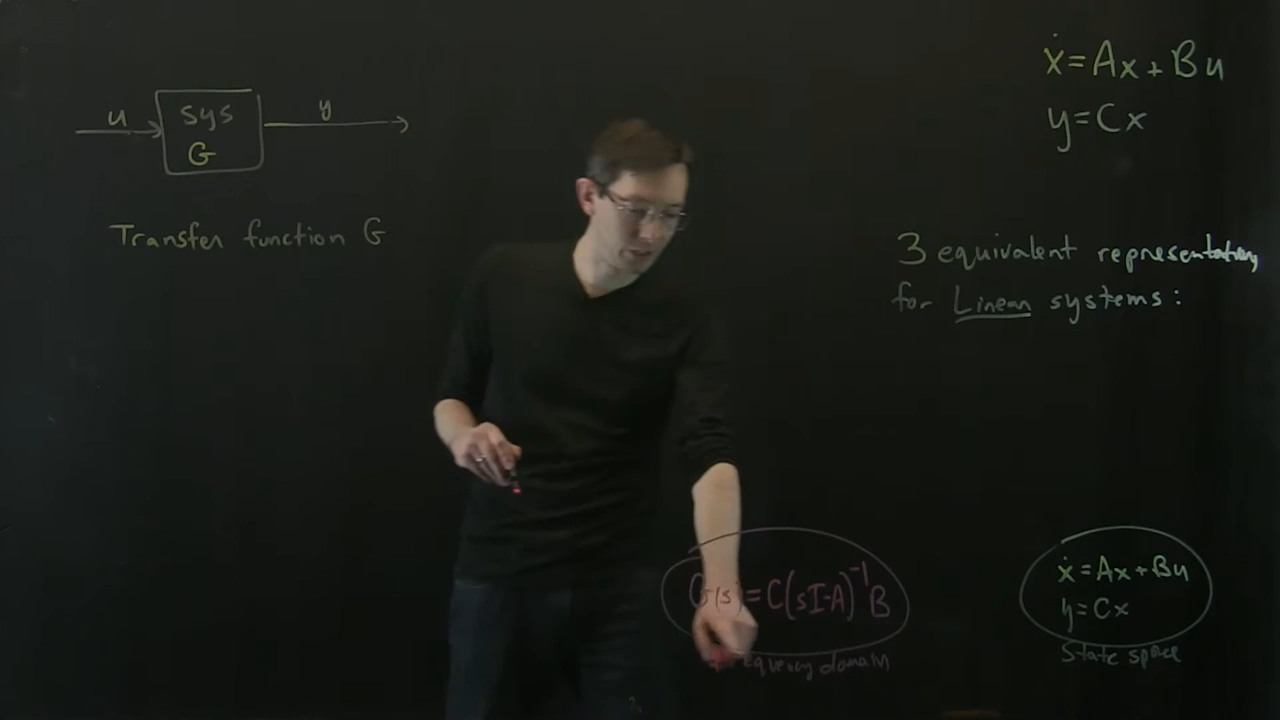 u
sys
G
y
Transfer function G
ẋ=Ax+Bu
y=Cx
3 equivalent representations
for Linear systems:
G(s)=C(sI-A)⁻¹B
frequency domain
ẋ=Ax+Bu
y=Cx
State space